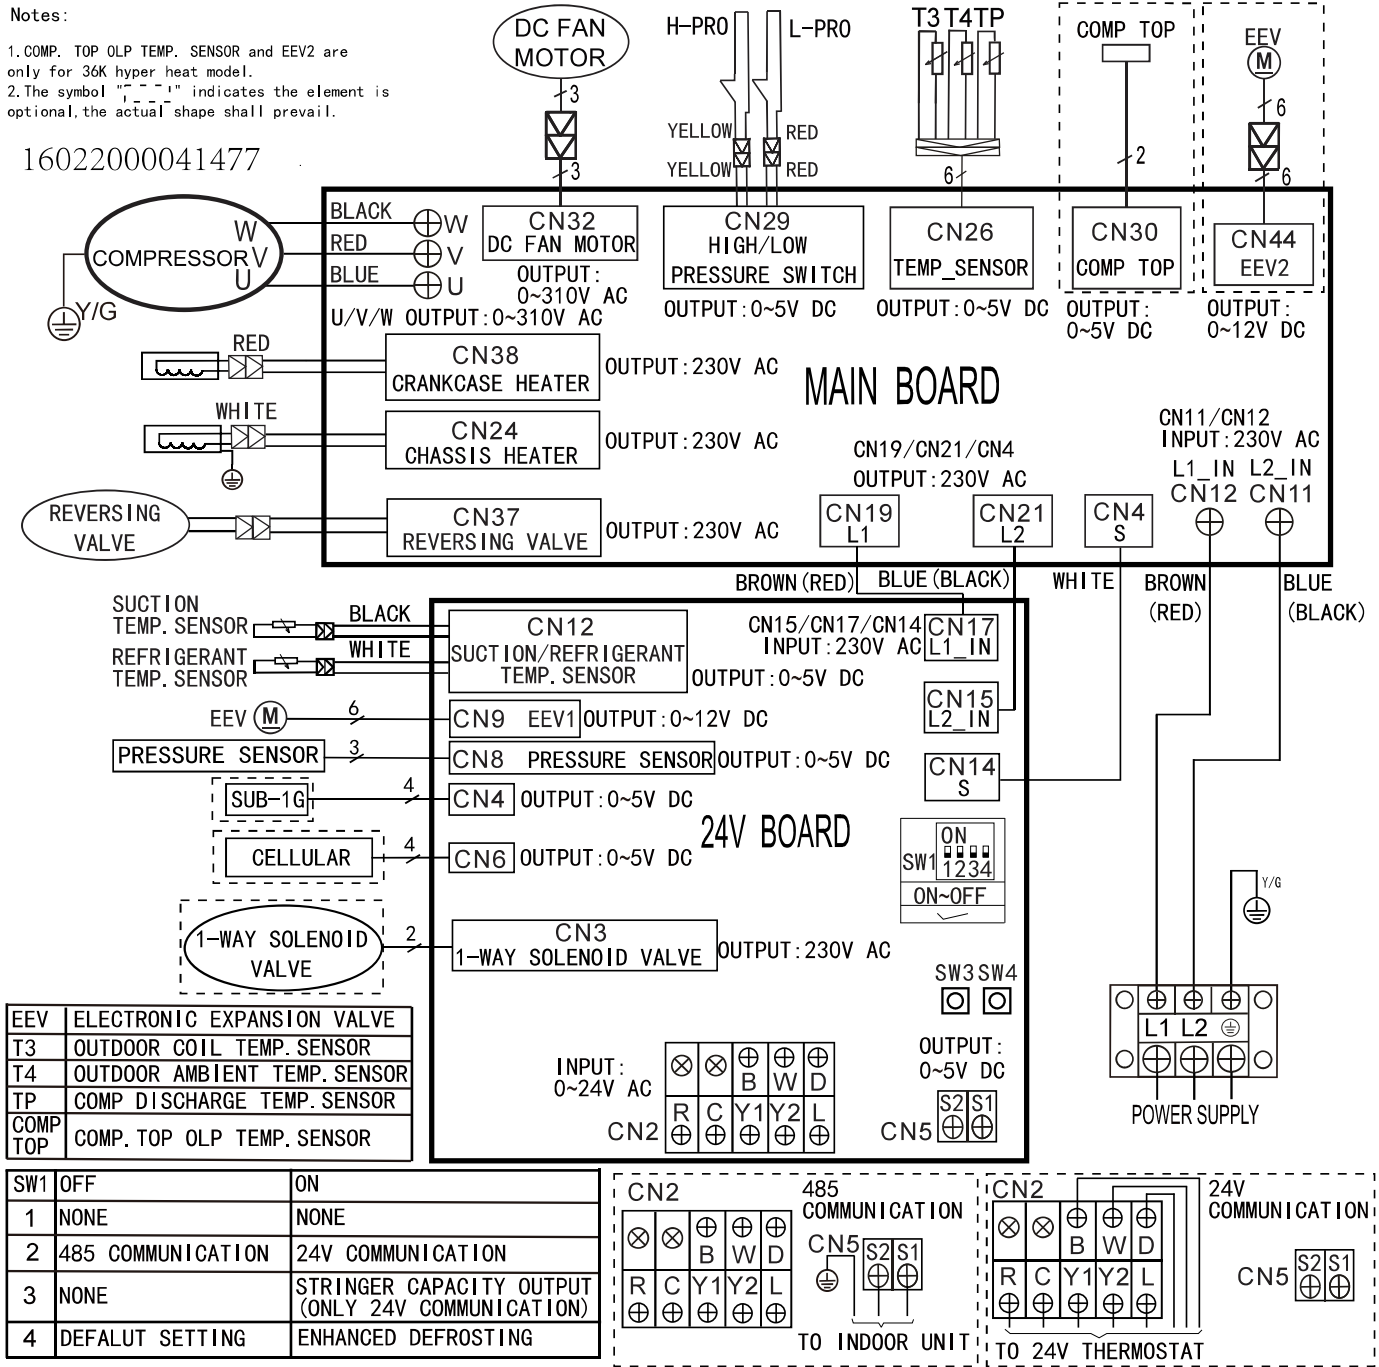 Notes:
1.COMP. TOP OLP TEMP. SENSOR and EEV2 are
only for 36K hyper heat model.
2.The symbol " " indicates the element is
optional,the actual shape shall prevail.
16022000041477
DC FAN
MOTOR
3
3
H-PRO
L-PRO
YELLOW
RED
YELLOW
RED
T3 T4 TP
6
COMP TOP
2
EEV
M
6
6
COMPRESSOR
W
V
U
Y/G
BLACK
W
RED
V
BLUE
U
U/V/W OUTPUT:0~310V AC
CN32
DC FAN MOTOR
OUTPUT:
0~310V AC
CN29
HIGH/LOW
PRESSURE SWITCH
OUTPUT:0~5V DC
CN26
TEMP_SENSOR
OUTPUT:0~5V DC
CN30
COMP TOP
OUTPUT:
0~5V DC
CN44
EEV2
OUTPUT:
0~12V DC
RED
CN38
CRANKCASE HEATER
OUTPUT:230V AC
WHITE
CN24
CHASSIS HEATER
OUTPUT:230V AC
REVERSING
VALVE
CN37
REVERSING VALVE
OUTPUT:230V AC
MAIN BOARD
CN19/CN21/CN4
OUTPUT:230V AC
CN19
L1
CN21
L2
CN4
S
CN11/CN12
INPUT:230V AC
L1_IN L2_IN
CN12 CN11
BROWN(RED)
BLUE(BLACK)
WHITE
BROWN
(RED)
BLUE
(BLACK)
SUCTION
TEMP.SENSOR
BLACK
REFRIGERANT
TEMP.SENSOR
WHITE
CN12
SUCTION/REFRIGERANT
TEMP.SENSOR
OUTPUT:0~5V DC
CN15/CN17/CN14
INPUT:230V AC
CN17
L1_IN
CN15
L2_IN
CN14
S
EEV
M
6
CN9 EEV1
OUTPUT:0~12V DC
PRESSURE SENSOR
3
CN8 PRESSURE SENSOR
OUTPUT:0~5V DC
SUB-1G
4
CN4
OUTPUT:0~5V DC
CELLULAR
4
CN6
OUTPUT:0~5V DC
24V BOARD
SW1
ON
1234
ON~OFF
1-WAY SOLENOID
VALVE
2
CN3
1-WAY SOLENOID VALVE
OUTPUT:230V AC
SW3 SW4
INPUT:
0~24V AC
CN2
B W D
R C Y1 Y2 L
OUTPUT:
0~5V DC
CN5
S2 S1
Y/G
L1 L2
POWER SUPPLY
EEV ELECTRONIC EXPANSION VALVE
T3 OUTDOOR COIL TEMP.SENSOR
T4 OUTDOOR AMBIENT TEMP.SENSOR
TP COMP DISCHARGE TEMP.SENSOR
COMP
TOP
COMP.TOP OLP TEMP.SENSOR
SW1 OFF ON
1 NONE NONE
2 485 COMMUNICATION 24V COMMUNICATION
3 NONE
STRINGER CAPACITY OUTPUT
(ONLY 24V COMMUNICATION)
4 DEFALUT SETTING ENHANCED DEFROSTING
CN2
B W D
R C Y1 Y2 L
485
COMMUNICATION
CN5
S2 S1
TO INDOOR UNIT
CN2
B W D
R C Y1 Y2 L
TO 24V THERMOSTAT
24V
COMMUNICATION
CN5
S2 S1